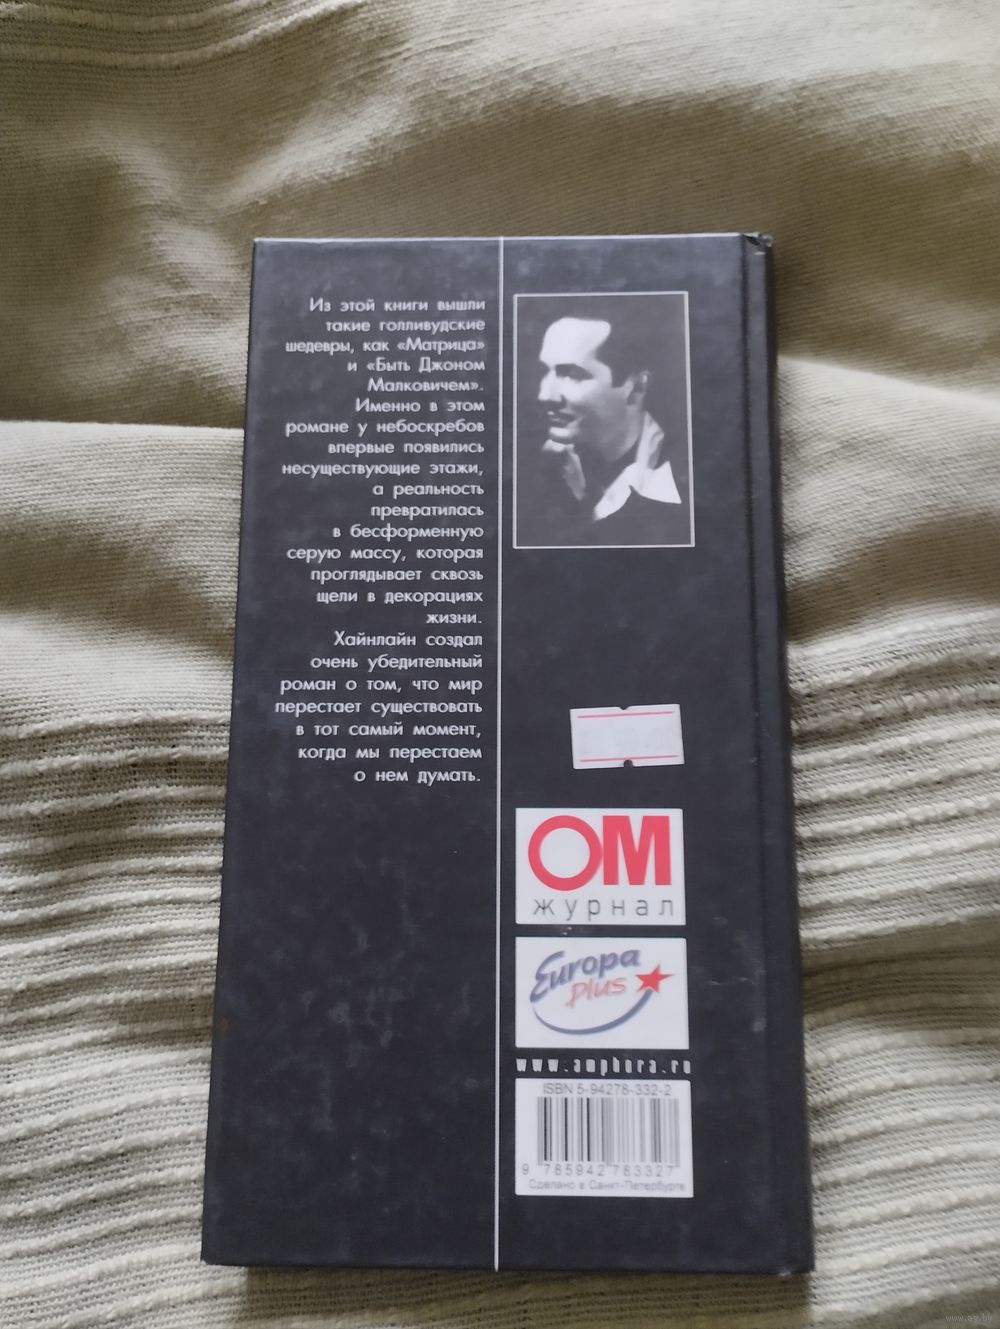 Из этой книги вышли
такие голливудские
шедевры, как «Матрица»
и «Быть Джоном
Малковичем».
Именно в этом
романе у небоскребов
впервые появились
несуществующие этажи,
а реальность
превратилась
в бесформенную
серую массу, которая
проглядывает сквозь
щели в декорациях
жизни.
Хайнлайн создал
очень убедительный
роман о том, что мир
перестает существовать
в тот самый момент,
когда мы перестаем
о нем думать.
ОМ
журнал
Europa
plus
www.amphora.ru
ISBN 5-94278-332-2
9 785942 783327
Сделано в Санкт-Петербурге
www.ay.by